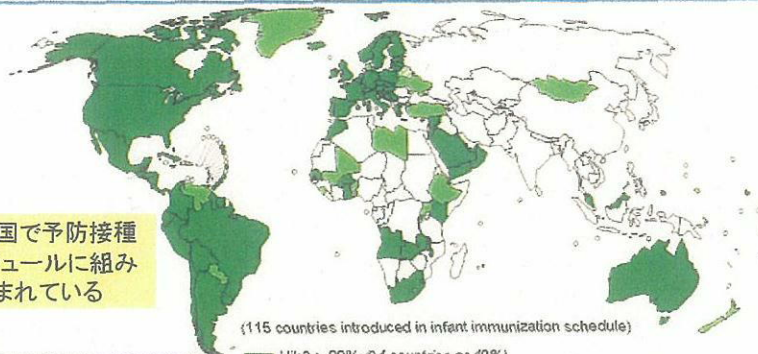 国で予防接種
ュールに組み
まれている
(115 countries introduced in infant immunization schedule)